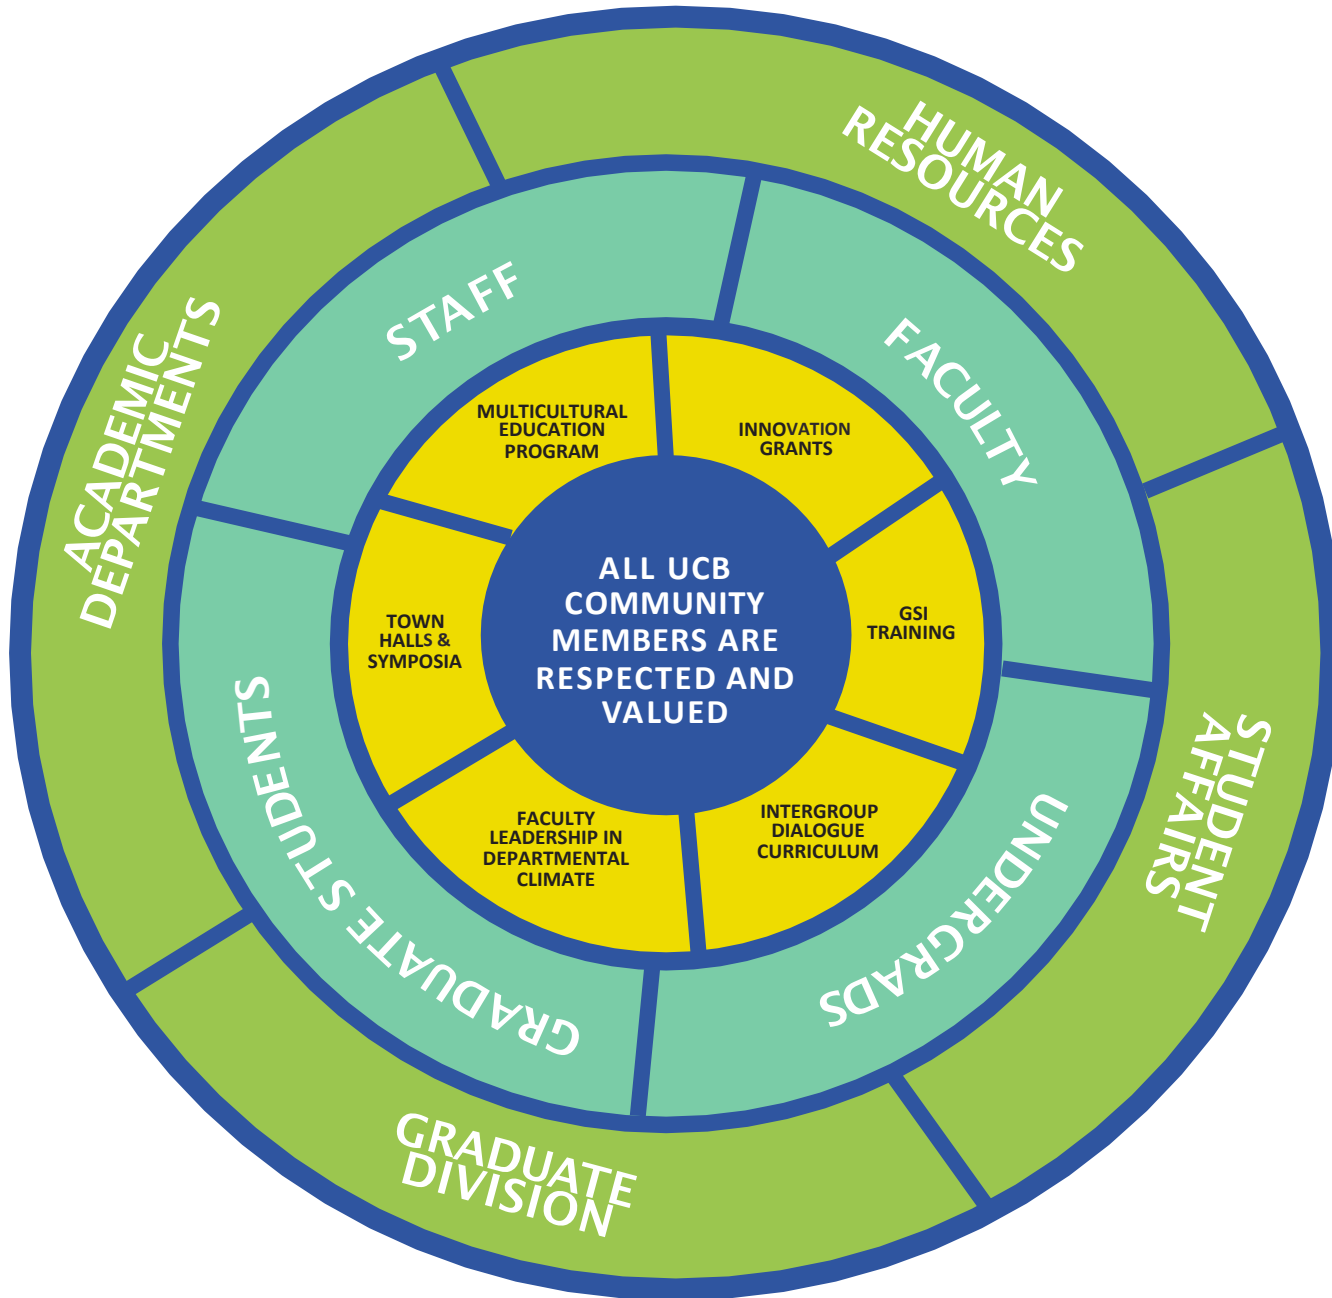 HUMAN
RESOURCES
ACADEMIC
DEPARTMENTS
STUDENT
AFFAIRS
GRADUATE
DIVISION
STAFF
FACULTY
GRADUATE STUDENTS
UNDERGRADS
MULTICULTURAL
EDUCATION
PROGRAM
INNOVATION
GRANTS
TOWN
HALLS &
SYMPOSIA
GSI
TRAINING
FACULTY
LEADERSHIP IN
DEPARTMENTAL
CLIMATE
INTERGROUP
DIALOGUE
CURRICULUM
ALL UCB
COMMUNITY
MEMBERS ARE
RESPECTED AND
VALUED